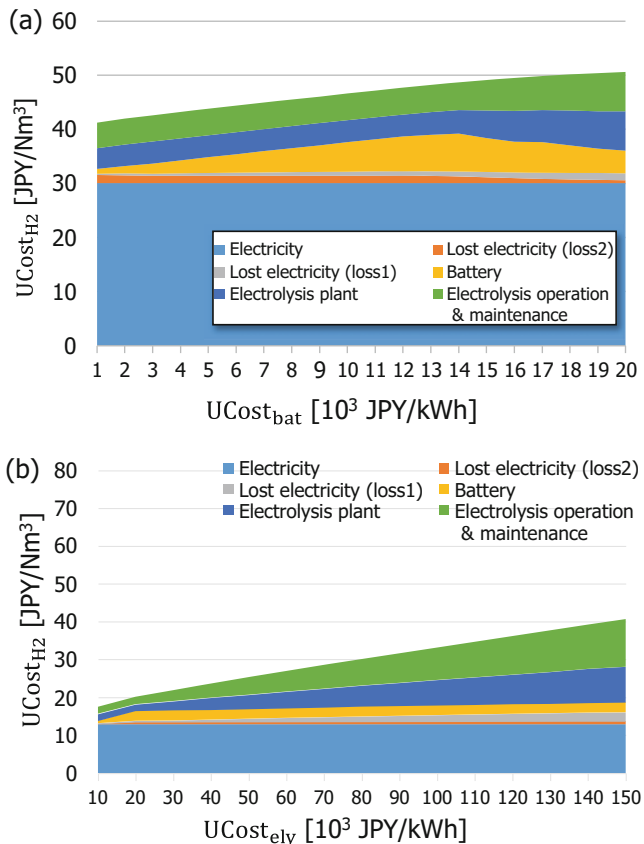 (a)
60
50
40
30
20
10
0
UCost_H2 [JPY/Nm³]
Electricity
Lost electricity (loss2)
Lost electricity (loss1)
Battery
Electrolysis plant
Electrolysis operation
& maintenance
1 2 3 4 5 6 7 8 9 10 11 12 13 14 15 16 17 18 19 20
UCost_bat [10³ JPY/kWh]
(b)
80
70
60
50
40
30
20
10
0
UCost_H2 [JPY/Nm³]
Electricity
Lost electricity (loss2)
Lost electricity (loss1)
Battery
Electrolysis plant
Electrolysis operation
& maintenance
10 20 30 40 50 60 70 80 90 100 110 120 130 140 150
UCost_ely [10³ JPY/kWh]